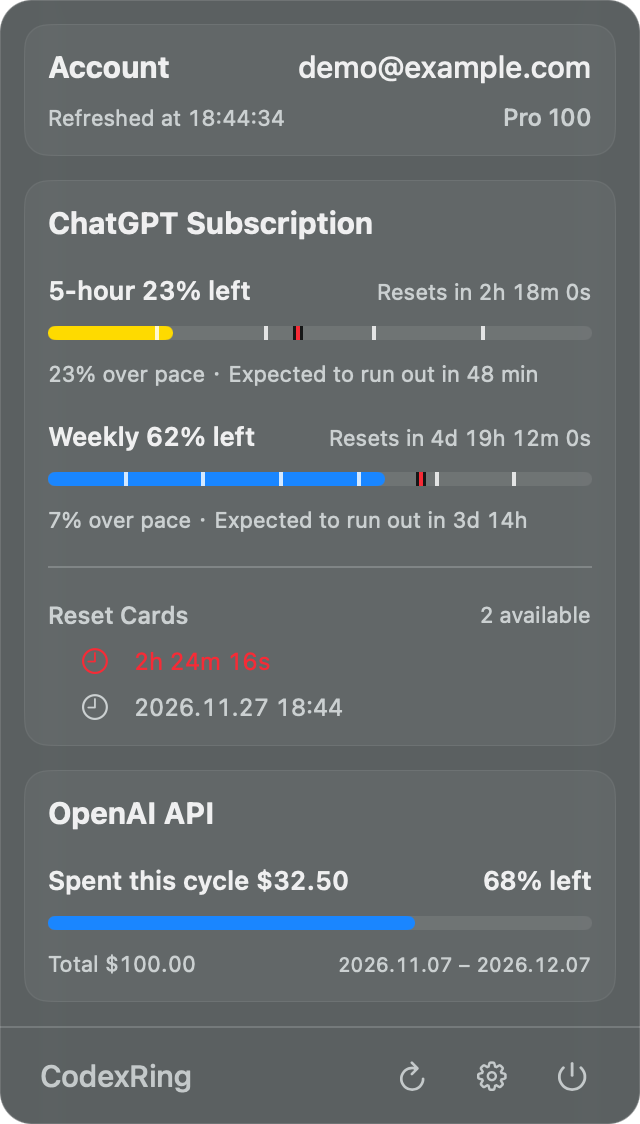 Account demo@example.com
Refreshed at 18:44:34 Pro 100
ChatGPT Subscription
5-hour 23% left Resets in 2h 18m 0s
23% over pace · Expected to run out in 48 min
Weekly 62% left Resets in 4d 19h 12m 0s
7% over pace · Expected to run out in 3d 14h
Reset Cards 2 available
2h 24m 16s
2026.11.27 18:44
OpenAI API
Spent this cycle $32.50 68% left
Total $100.00 2026.11.07 – 2026.12.07
CodexRing